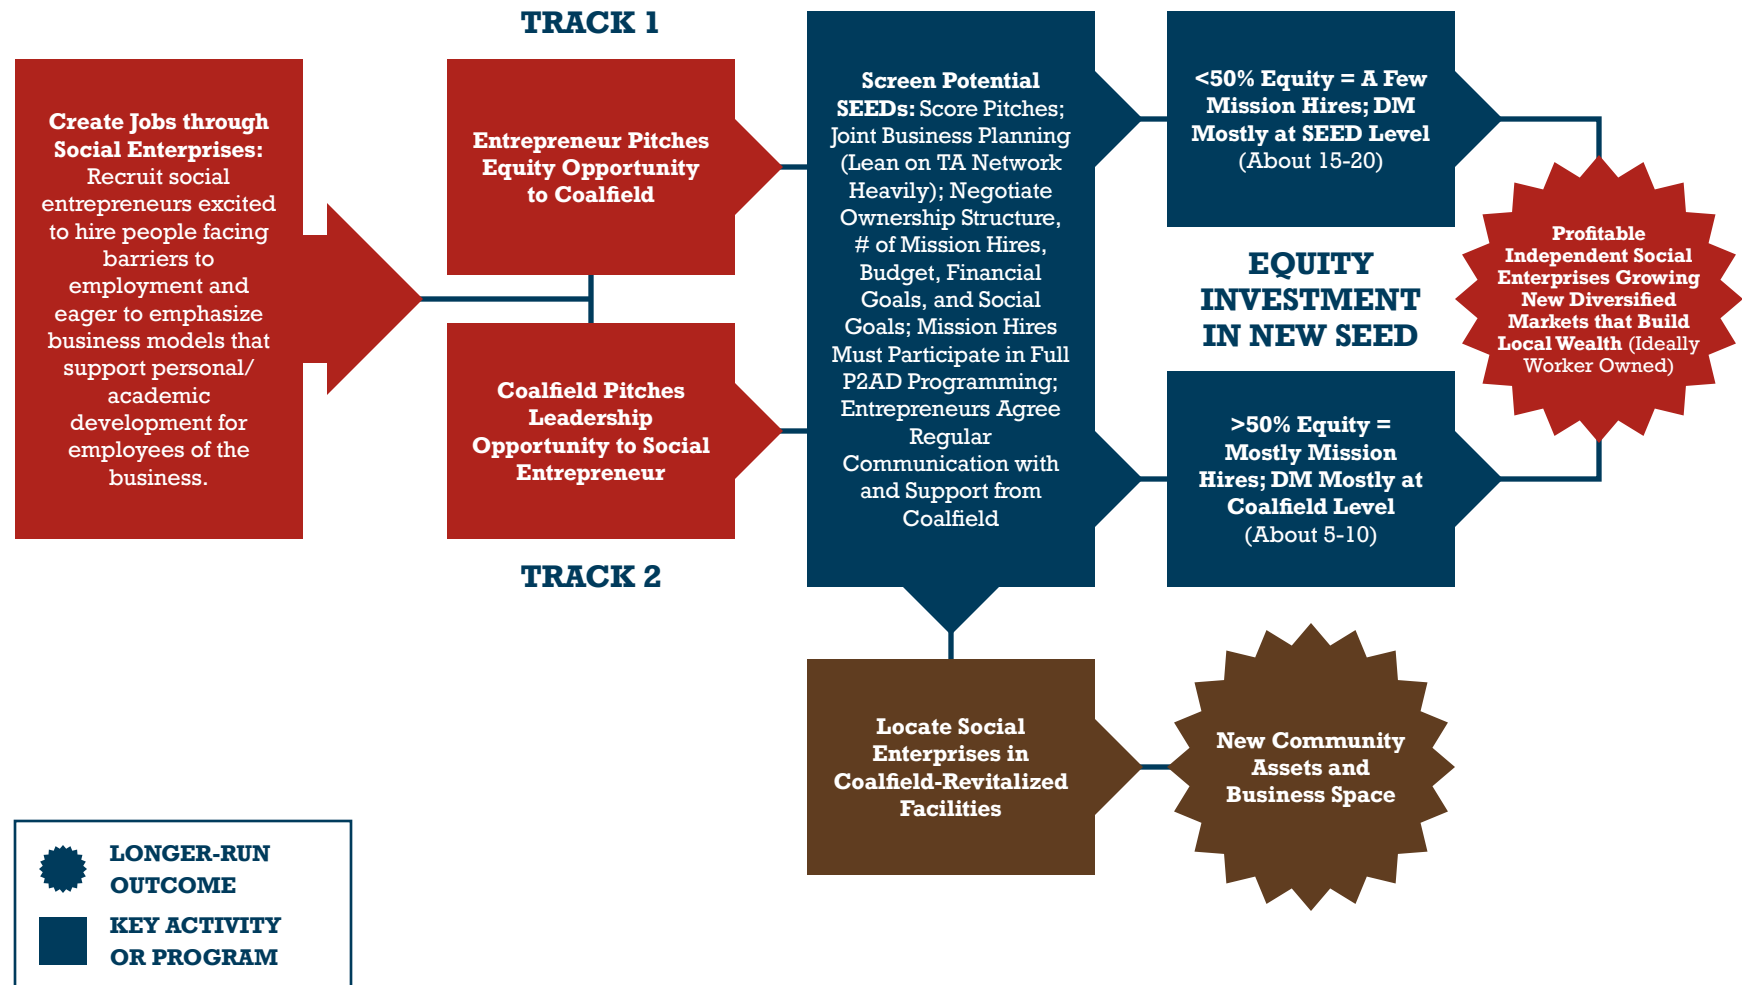 TRACK 1
Create Jobs through
Social Enterprises:
Recruit social
entrepreneurs excited
to hire people facing
barriers to
employment and
eager to emphasize
business models that
support personal/
academic
development for
employees of the
business.
Entrepreneur Pitches
Equity Opportunity
to Coalfield
Coalfield Pitches
Leadership
Opportunity to Social
Entrepreneur
TRACK 2
Screen Potential
SEEDs: Score Pitches;
Joint Business Planning
(Lean on TA Network
Heavily); Negotiate
Ownership Structure,
# of Mission Hires,
Budget, Financial
Goals, and Social
Goals; Mission Hires
Must Participate in Full
P2AD Programming;
Entrepreneurs Agree
Regular
Communication with
and Support from
Coalfield
<50% Equity = A Few
Mission Hires; DM
Mostly at SEED Level
(About 15-20)
EQUITY
INVESTMENT
IN NEW SEED
>50% Equity =
Mostly Mission
Hires; DM Mostly at
Coalfield Level
(About 5-10)
Profitable
Independent Social
Enterprises Growing
New Diversified
Markets that Build
Local Wealth (Ideally
Worker Owned)
Locate Social
Enterprises in
Coalfield-Revitalized
Facilities
New Community
Assets and
Business Space
LONGER-RUN
OUTCOME
KEY ACTIVITY
OR PROGRAM